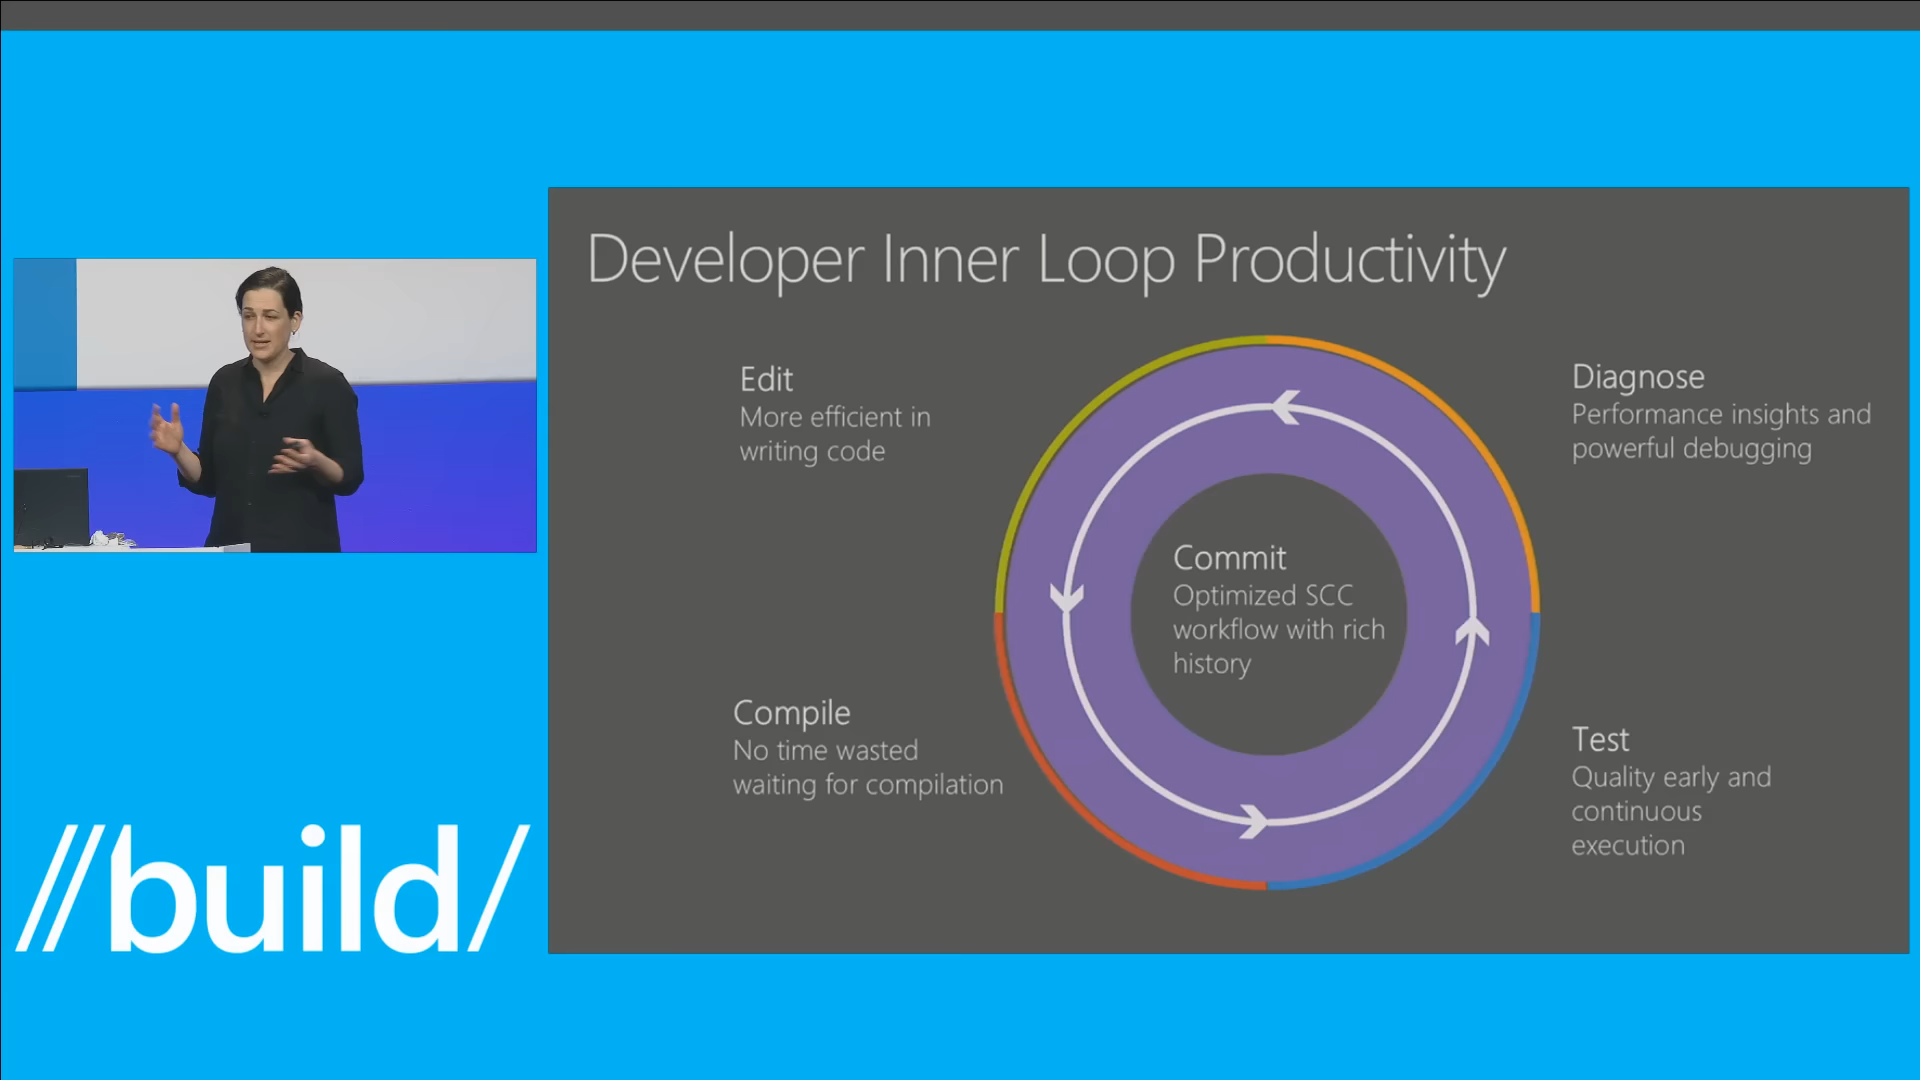 Developer Inner Loop Productivity
Edit
More efficient in
writing code
Diagnose
Performance insights and
powerful debugging
Commit
Optimized SCC
workflow with rich
history
Compile
No time wasted
waiting for compilation
Test
Quality early and
continuous
execution
//build/